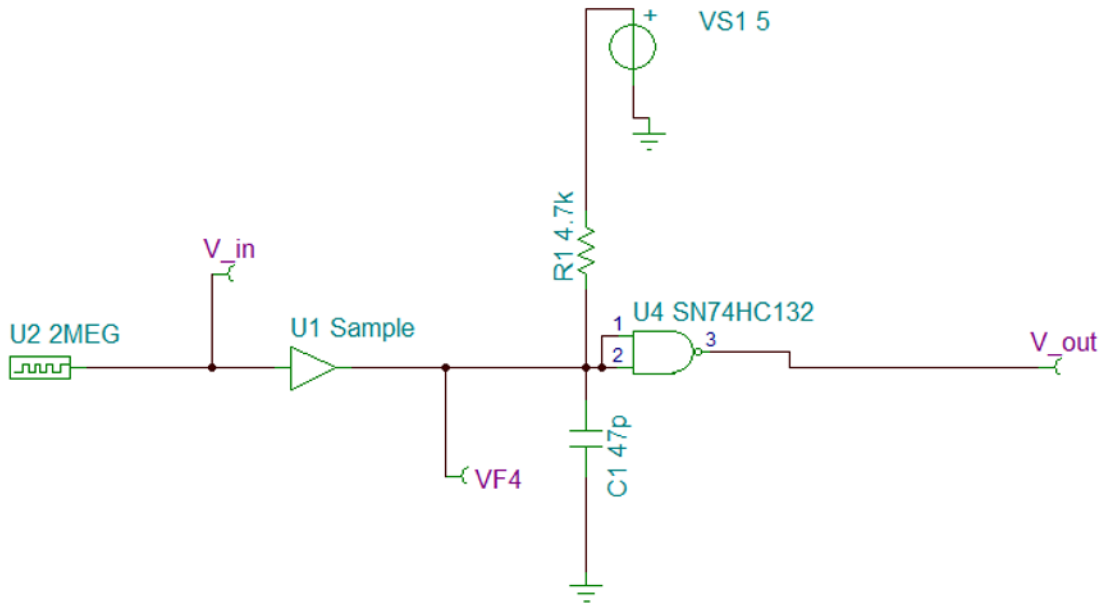 +
VS1 5
R1 4.7k
V_in
U2 2MEG
U1 Sample
1
2
U4 SN74HC132
3
V_out
VF4
C1 47p